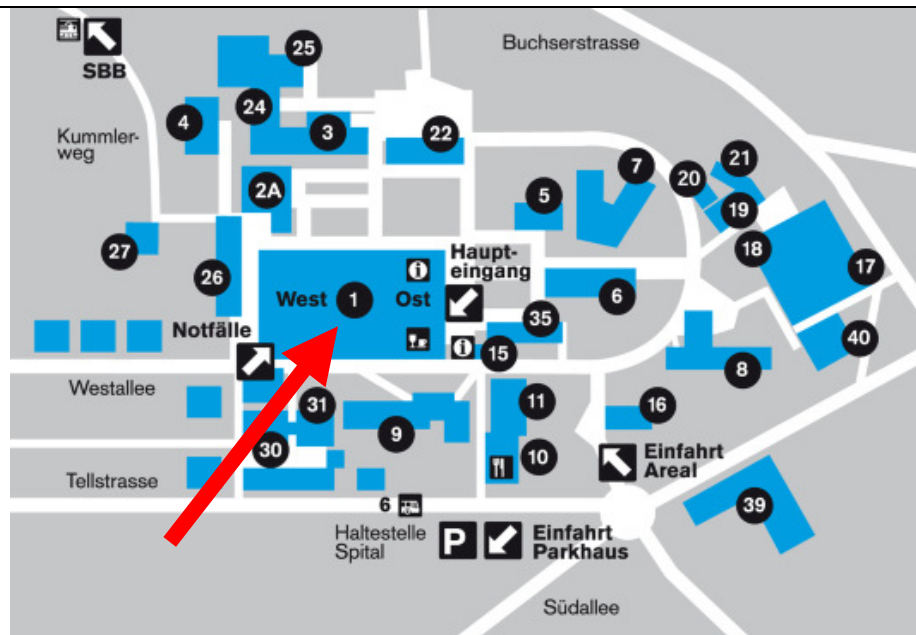 SBB
Buchserstrasse
25
24
4
3
22
Kummler-
weg
7
21
20
2A
5
19
27
26
18
17
Haupt-
eingang
i
West 1 Ost
6
35
40
Notfälle
i
15
8
Westallee
31
11
16
9
30
10
Einfahrt
Areal
Tellstrasse
6
39
Haltestelle
Spital
P
Einfahrt
Parkhaus
Südallee